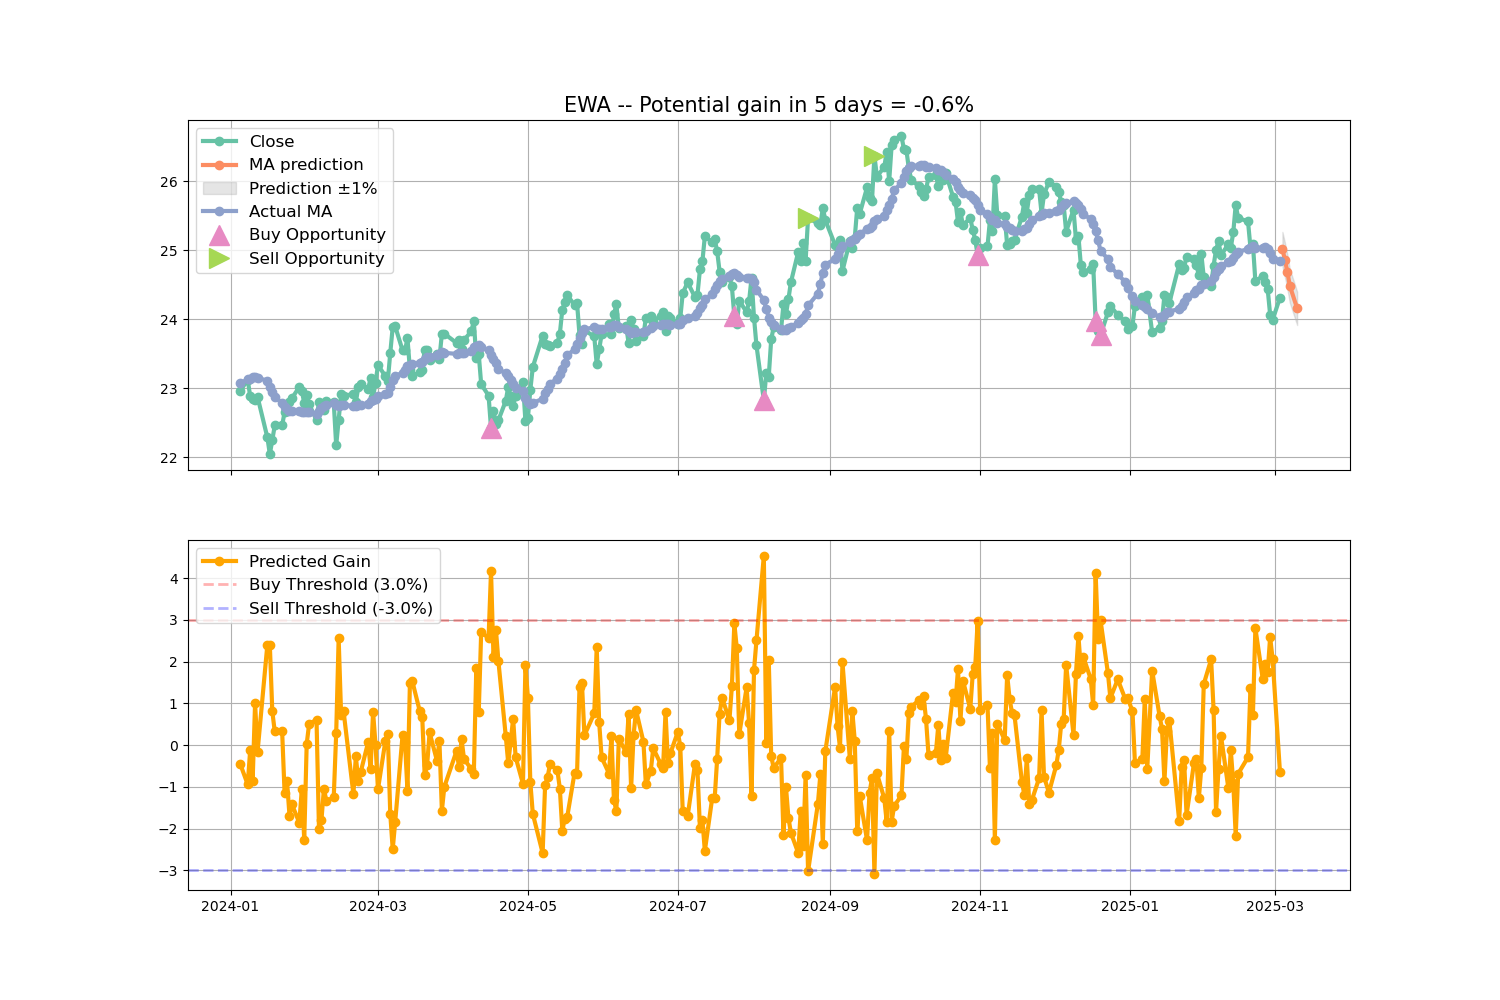 EWA -- Potential gain in 5 days = -0.6%
Close
MA prediction
Prediction ±1%
Actual MA
Buy Opportunity
Sell Opportunity
26
25
24
23
22
Predicted Gain
Buy Threshold (3.0%)
Sell Threshold (-3.0%)
4
3
2
1
0
−1
−2
−3
2024-01 2024-03 2024-05 2024-07 2024-09 2024-11 2025-01 2025-03